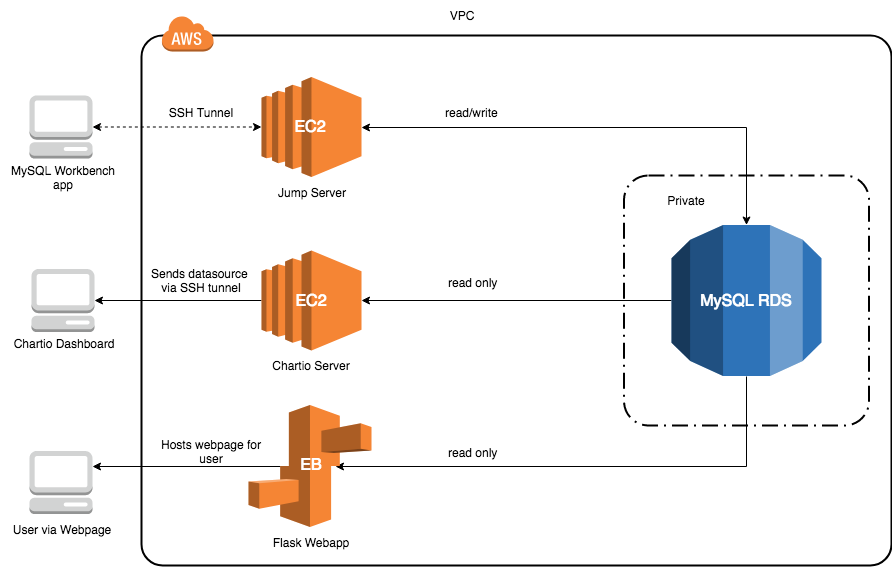 VPC
AWS
SSH Tunnel
EC2
read/write
MySQL Workbench
app
Jump Server
Private
Sends datasource
via SSH tunnel
EC2
read only
MySQL RDS
Chartio Dashboard
Chartio Server
Hosts webpage for
user
EB
read only
User via Webpage
Flask Webapp